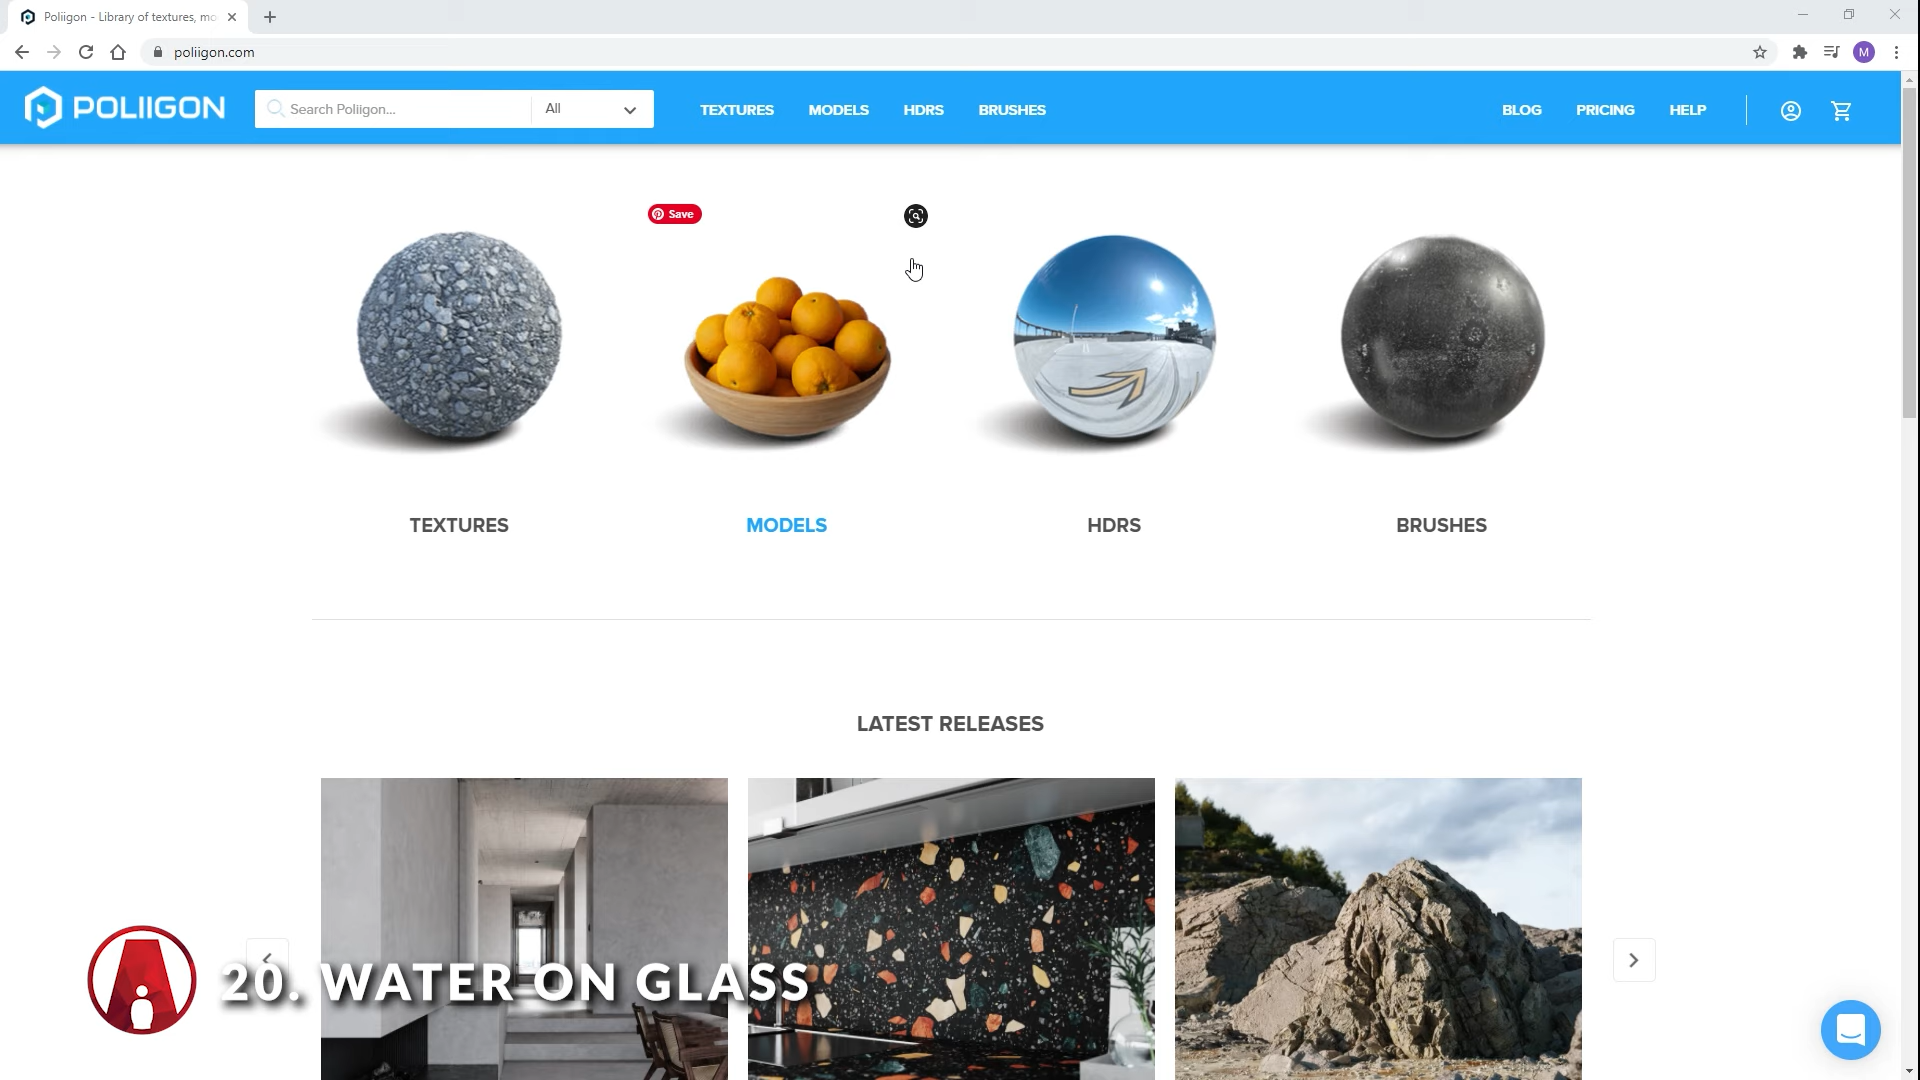 Poliigon - Library of textures, mo
poliigon.com
M
POLIIGON
Search Poliigon...
All
TEXTURES
MODELS
HDRS
BRUSHES
BLOG
PRICING
HELP
Save
TEXTURES
MODELS
HDRS
BRUSHES
LATEST RELEASES
20. WATER ON GLASS